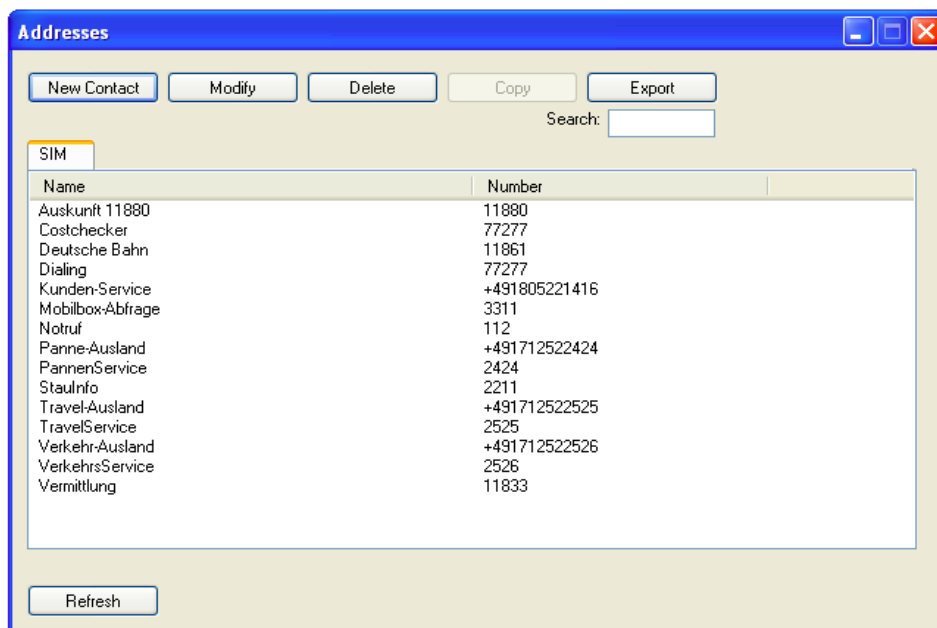 Addresses
New Contact Modify Delete Copy Export
Search:
SIM
Name Number
Auskunft 11880 11880
Costchecker 77277
Deutsche Bahn 11861
Dialing 77277
Kunden-Service +491805221416
Mobilbox-Abfrage 3311
Notruf 112
Panne-Ausland +491712522424
PannenService 2424
StauInfo 2211
Travel-Ausland +491712522525
TravelService 2525
Verkehr-Ausland +491712522526
VerkehrsService 2526
Vermittlung 11833
Refresh